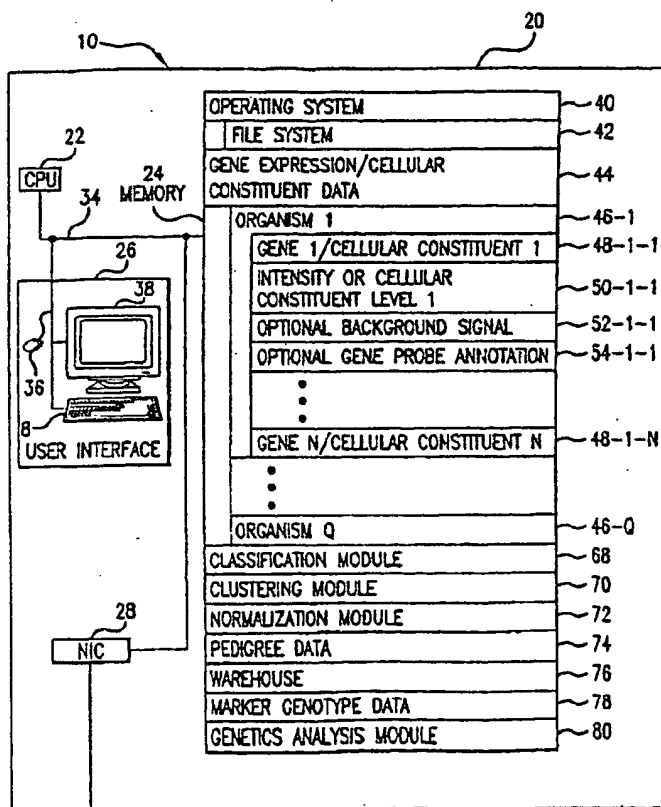 10
20
22
CPU
34
24
MEMORY
26
38
36
8
USER INTERFACE
28
NIC
OPERATING SYSTEM 40
FILE SYSTEM 42
GENE EXPRESSION/CELLULAR
CONSTITUENT DATA 44
ORGANISM 1 46-1
GENE 1/CELLULAR CONSTITUENT 1 48-1-1
INTENSITY OR CELLULAR
CONSTITUENT LEVEL 1 50-1-1
OPTIONAL BACKGROUND SIGNAL 52-1-1
OPTIONAL GENE PROBE ANNOTATION 54-1-1
GENE N/CELLULAR CONSTITUENT N 48-1-N
ORGANISM Q 46-Q
CLASSIFICATION MODULE 68
CLUSTERING MODULE 70
NORMALIZATION MODULE 72
PEDIGREE DATA 74
WAREHOUSE 76
MARKER GENOTYPE DATA 78
GENETICS ANALYSIS MODULE 80